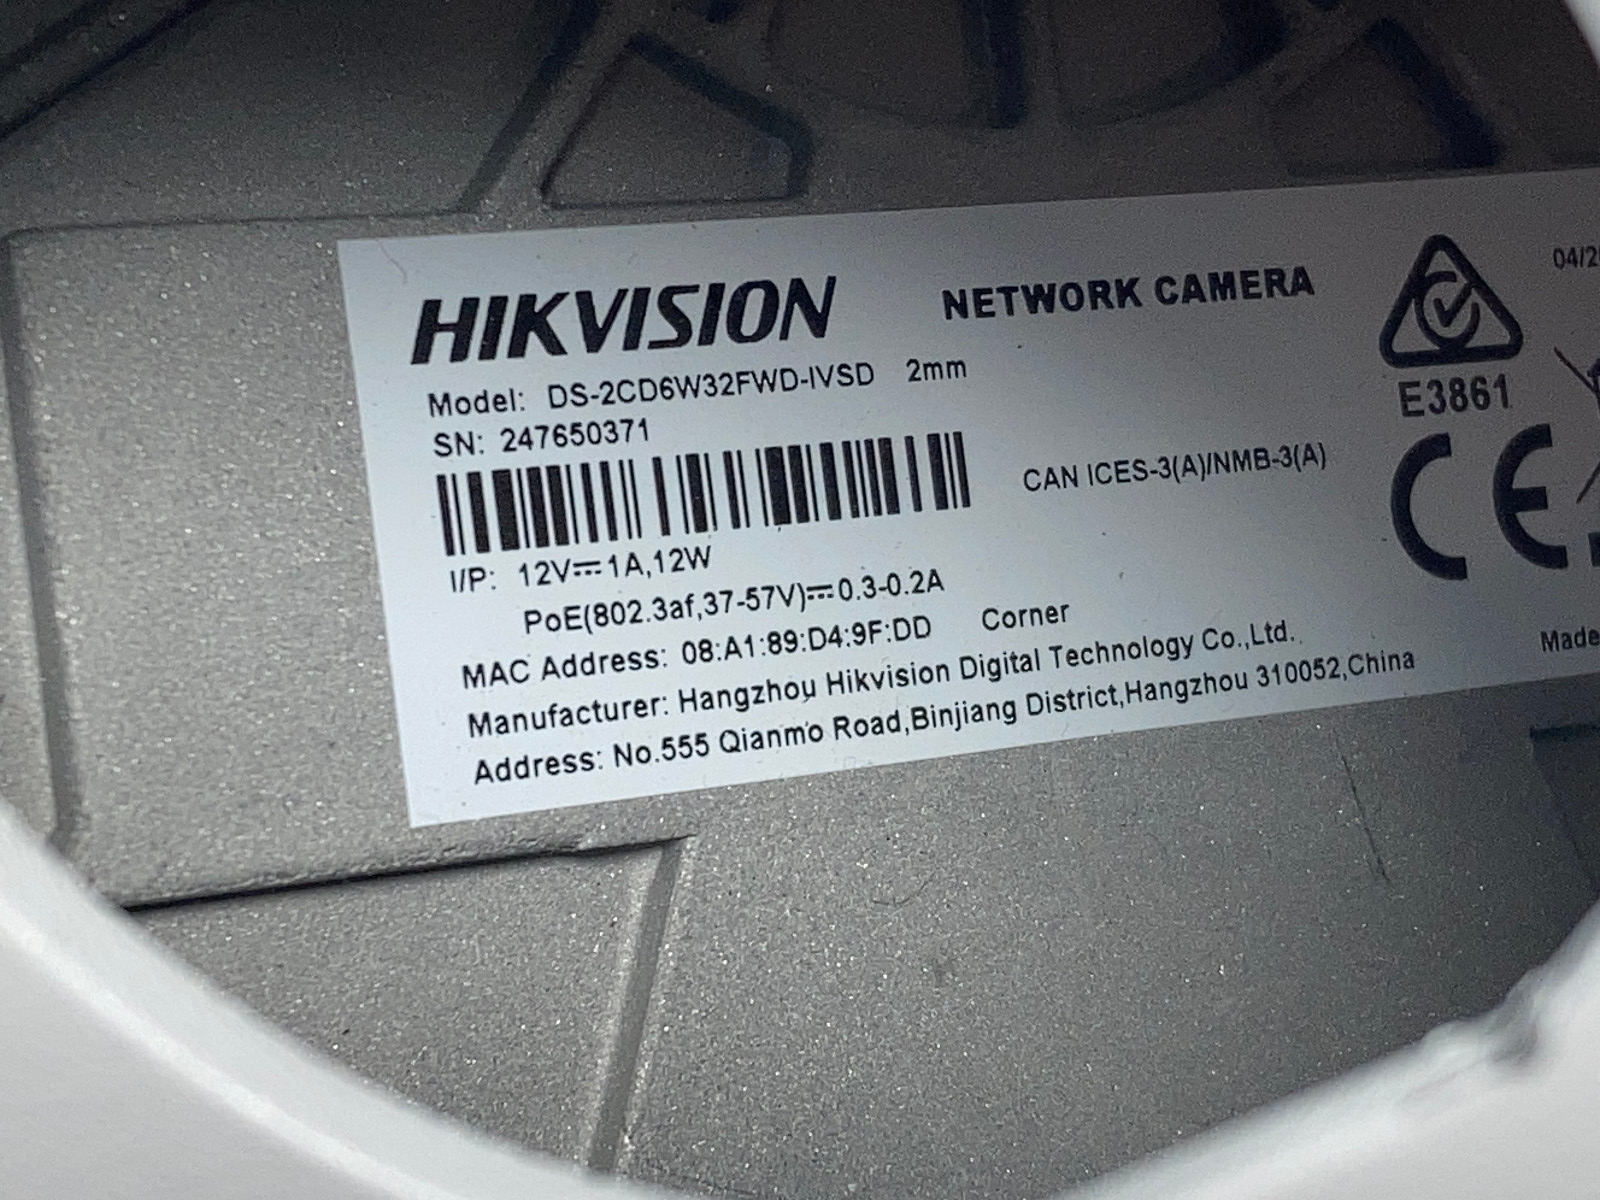 HIKVISION NETWORK CAMERA
Model: DS-2CD6W32FWD-IVSD 2mm
SN: 247650371
E3861
CAN ICES-3(A)/NMB-3(A)
I/P: 12V⎓1A,12W
PoE(802.3af,37-57V)⎓0.3-0.2A
MAC Address: 08:A1:89:D4:9F:DD Corner
Manufacturer: Hangzhou Hikvision Digital Technology Co.,Ltd.
Address: No.555 Qianmo Road,Binjiang District,Hangzhou 310052,China
CE
Made